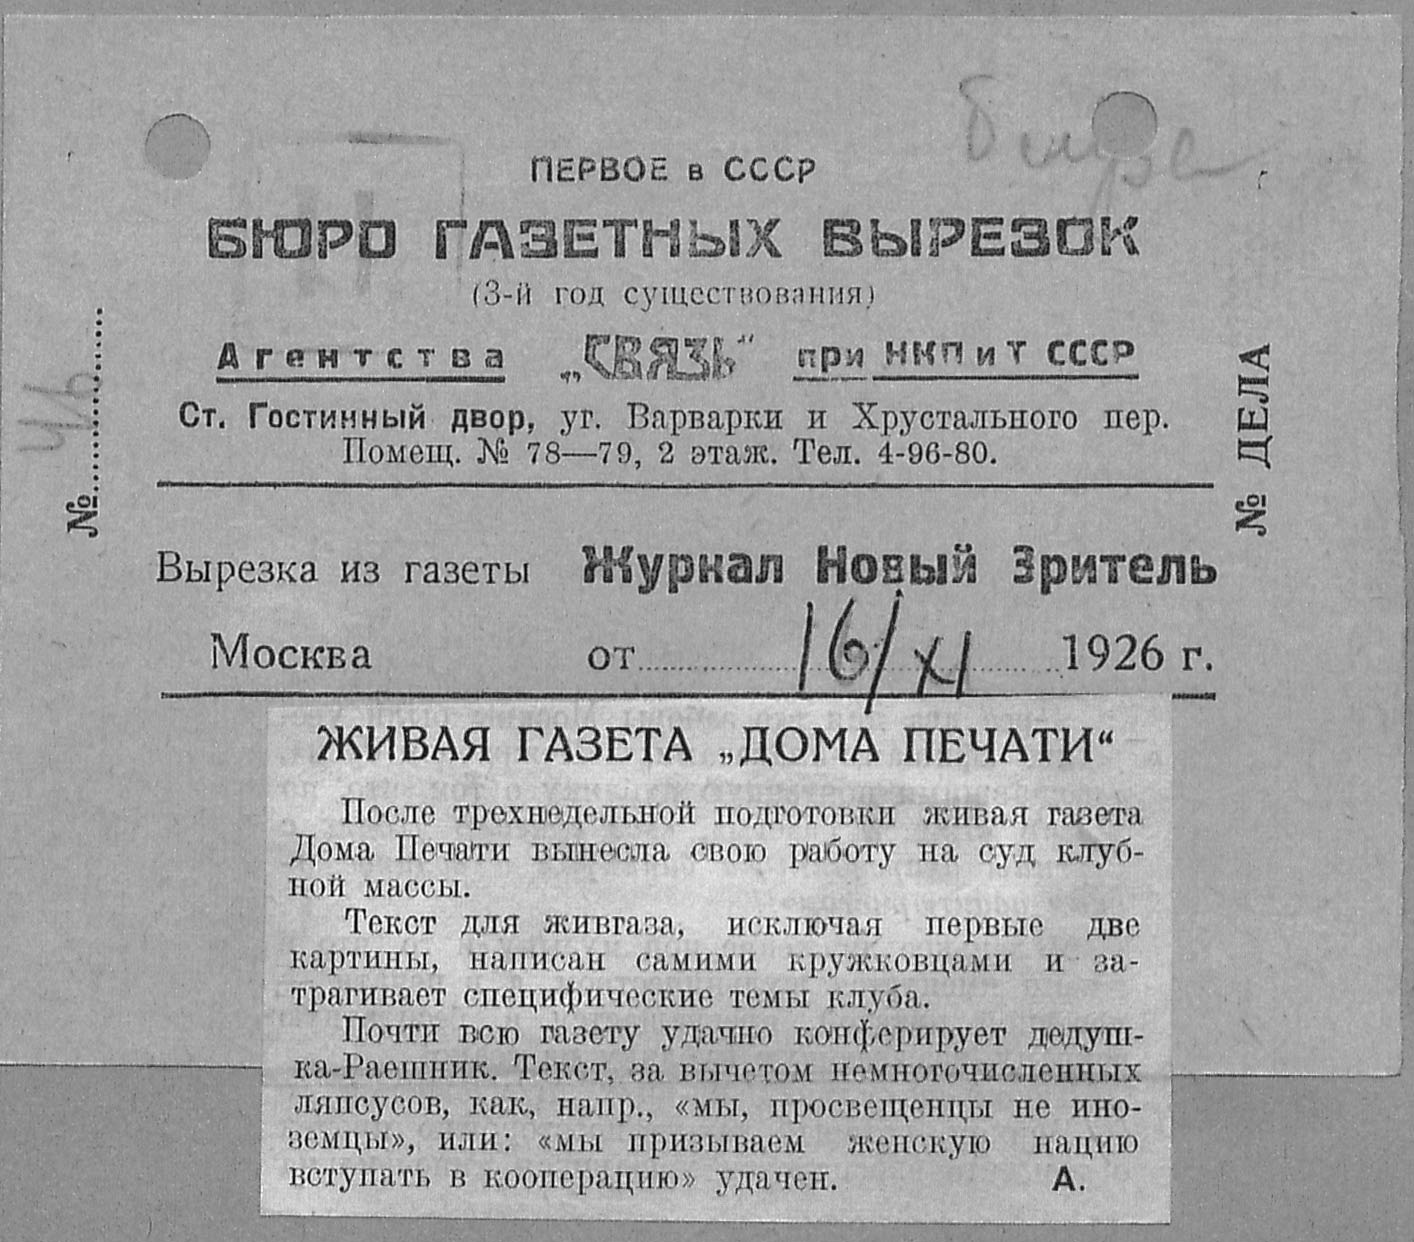 ПЕРВОЕ в СССР
БЮРО ГАЗЕТНЫХ ВЫРЕЗОК
(3-й год существования)
Агентства „СВЯЗЬ“ при НКПиТ СССР
Ст. Гостинный двор, уг. Варварки и Хрустального пер.
Помещ. № 78—79, 2 этаж. Тел. 4-96-80.
№
№ ДЕЛА
Вырезка из газеты Журнал Новый Зритель
Москва от 16/XI 1926 г.
ЖИВАЯ ГАЗЕТА „ДОМА ПЕЧАТИ“
После трехнедельной подготовки живая газета
Дома Печати вынесла свою работу на суд клуб-
ной массы.
Текст для живгаза, исключая первые две
картины, написан самими кружковцами и за-
трагивает специфические темы клуба.
Почти всю газету удачно конферирует дедуш-
ка-Раешник. Текст, за вычетом немногочисленных
ляпсусов, как, напр., «мы, просвещенцы не ино-
земцы», или: «мы призываем женскую нацию
вступать в кооперацию» удачен. А.